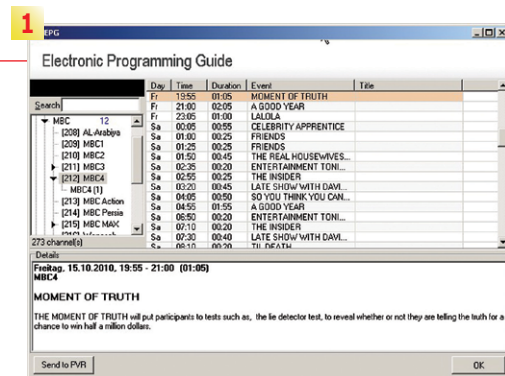 1
EPG
Electronic Programming Guide
Day Time Duration Event Title
Fr 19:55 01:05 MOMENT OF TRUTH
Fr 21:00 02:05 A GOOD YEAR
Fr 23:05 01:00 LALOLA
Sa 00:05 00:55 CELEBRITY APPRENTICE
Sa 01:00 00:25 FRIENDS
Sa 01:25 00:25 FRIENDS
Sa 01:50 00:45 THE REAL HOUSEWIVES...
Sa 02:35 00:20 ENTERTAINMENT TONI...
Sa 02:55 00:25 THE INSIDER
Sa 03:20 00:45 LATE SHOW WITH DAVI...
Sa 04:05 00:50 SO YOU THINK YOU CAN...
Sa 04:55 01:55 A GOOD YEAR
Sa 06:50 00:20 ENTERTAINMENT TONI...
Sa 07:10 00:20 THE INSIDER
Sa 07:30 00:40 LATE SHOW WITH DAVI...
Sa 08:10 00:20 TIL DEATH
Search
MBC 12
[208] AL-Arabiya
[209] MBC1
[210] MBC2
[211] MBC3
[212] MBC4
MBC4 [1]
[213] MBC Action
[214] MBC Persia
[215] MBC MAX
273 channel(s)
Details
Freitag, 15.10.2010, 19:55 - 21:00 (01:05)
MBC4
MOMENT OF TRUTH
THE MOMENT OF TRUTH will put participants to tests such as, the lie detector test, to reveal whether or not they are telling the truth for a
chance to win half a million dollars.
Send to PVR
OK